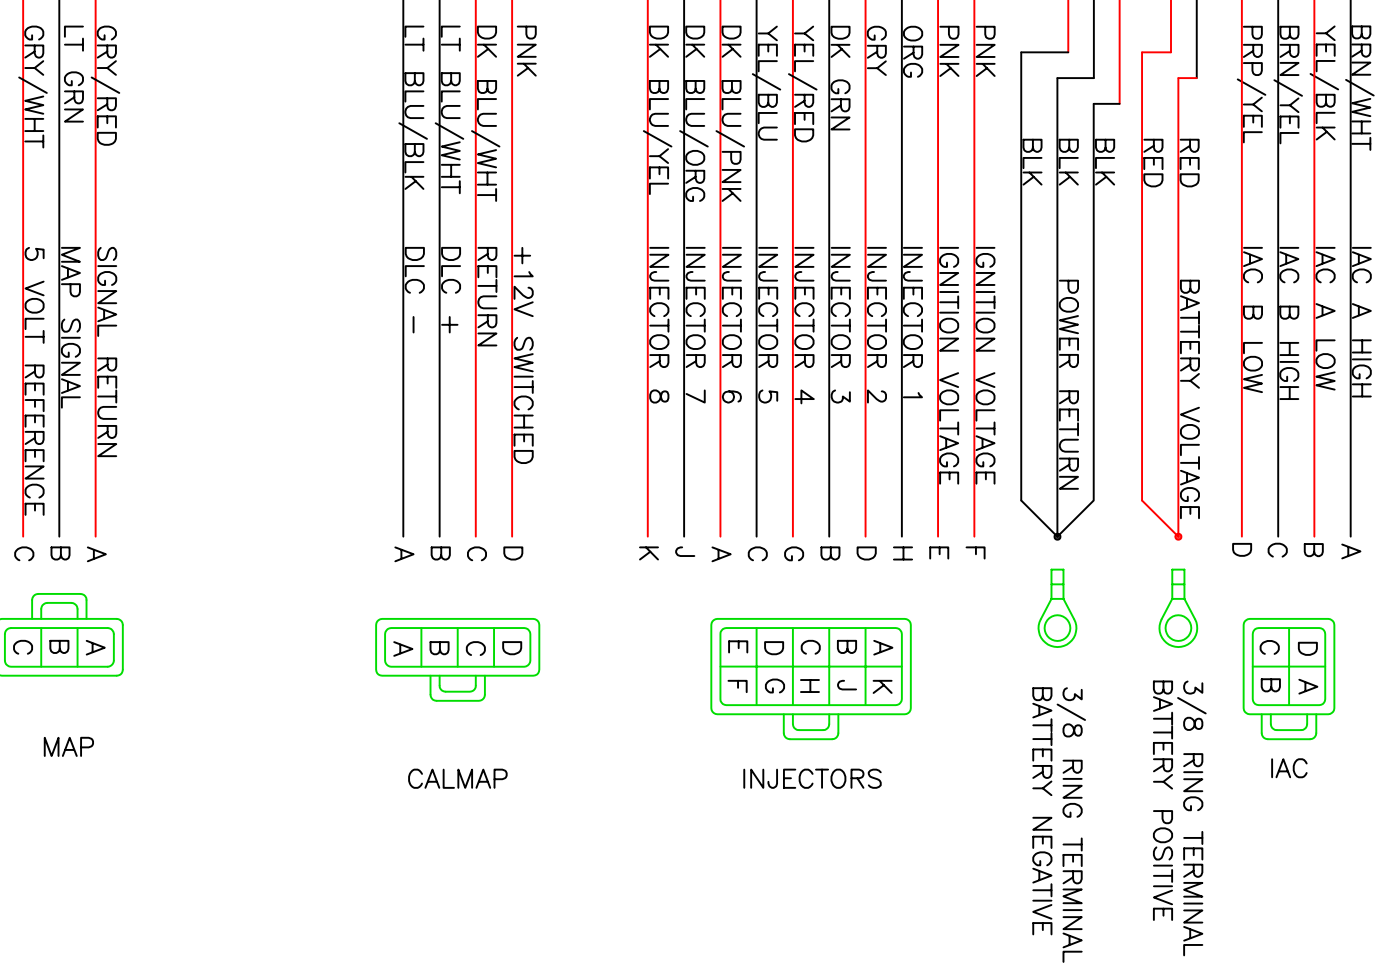 BRN/WHT IAC A HIGH A
YEL/BLK IAC A LOW B
BRN/YEL IAC B HIGH C
PRP/YEL IAC B LOW D
RED BATTERY VOLTAGE
RED
BLK
BLK POWER RETURN
BLK
PNK IGNITION VOLTAGE F
PNK IGNITION VOLTAGE E
ORG INJECTOR 1 H
GRY INJECTOR 2 D
DK GRN INJECTOR 3 B
YEL/RED INJECTOR 4 G
YEL/BLU INJECTOR 5 C
DK BLU/PNK INJECTOR 6 A
DK BLU/ORG INJECTOR 7 J
DK BLU/YEL INJECTOR 8 K
PNK +12V SWITCHED D
DK BLU/WHT RETURN C
LT BLU/WHT DLC + B
LT BLU/BLK DLC - A
GRY/RED SIGNAL RETURN A
LT GRN MAP SIGNAL B
GRY/WHT 5 VOLT REFERENCE C
D A
C B
IAC
3/8 RING TERMINAL
BATTERY POSITIVE
3/8 RING TERMINAL
BATTERY NEGATIVE
E D C B A
F G H J K
INJECTORS
A B C D
CALMAP
C B A
MAP